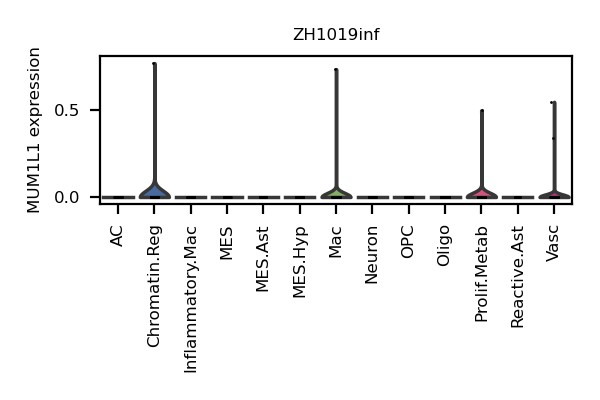 ZH1019inf
MUM1L1 expression
0.5
0.0
AC
Chromatin.Reg
Inflammatory.Mac
MES
MES.Ast
MES.Hyp
Mac
Neuron
OPC
Oligo
Prolif.Metab
Reactive.Ast
Vasc